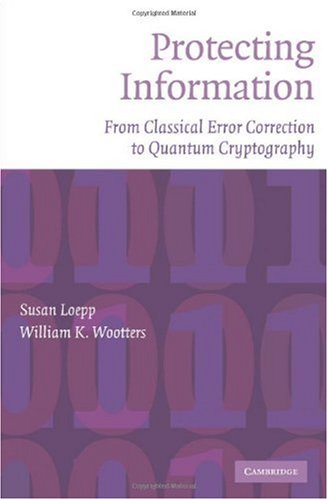 Protecting
Information
From Classical Error Correction
to Quantum Cryptography
Susan Loepp
William K. Wootters
CAMBRIDGE